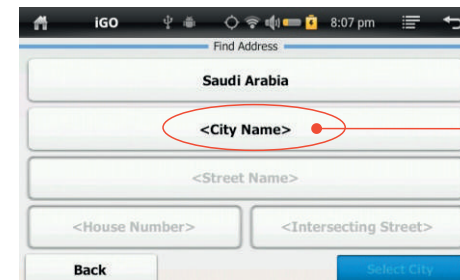 iGO 8:07 pm
Find Address
Saudi Arabia
<City Name>
<Street Name>
<House Number> <Intersecting Street>
Back Select City